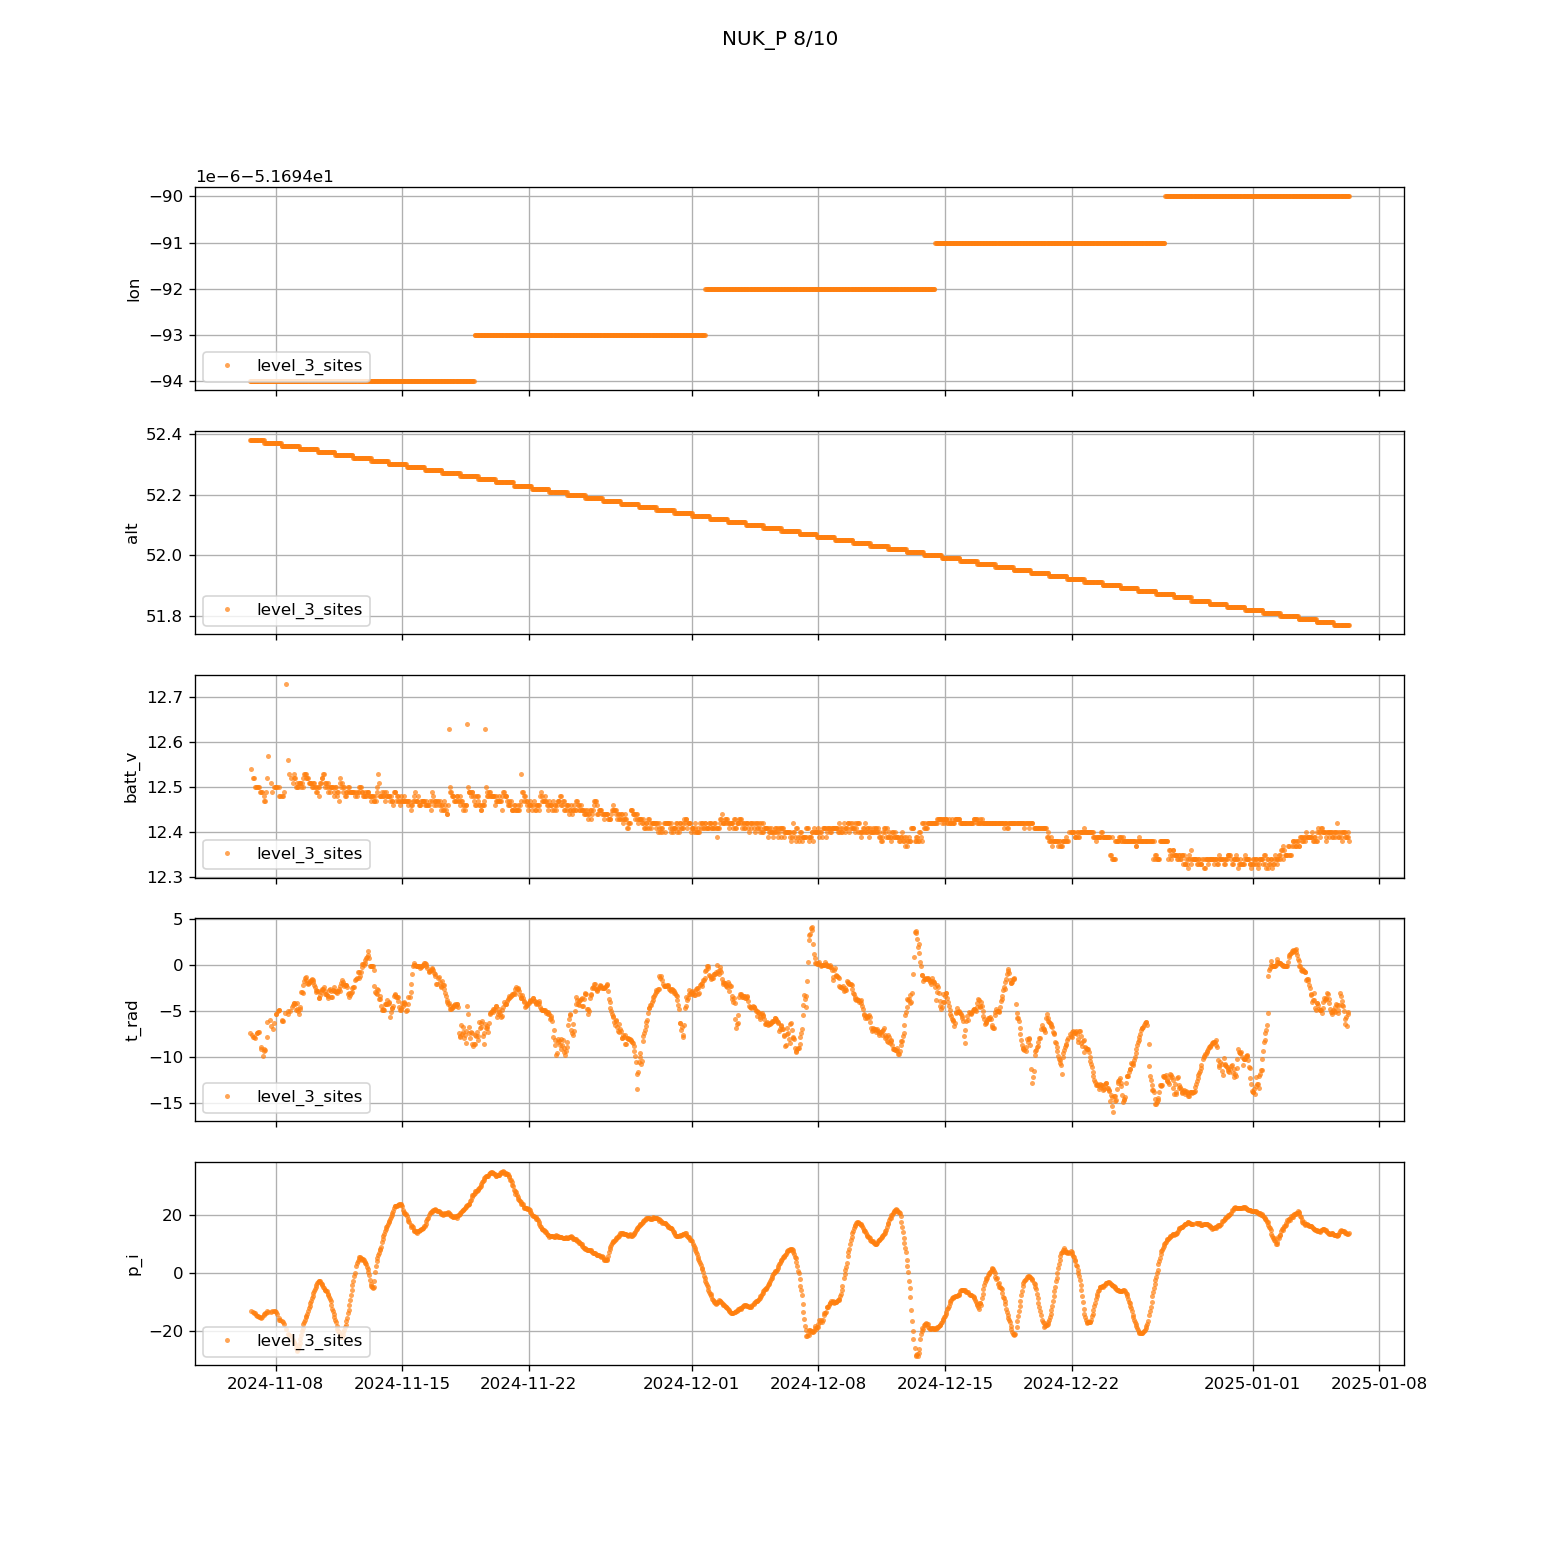 NUK_P 8/10
1e−6−5.1694e1
−90
−91
−92
−93
−94
lon
level_3_sites
52.4
52.2
52.0
51.8
alt
level_3_sites
12.7
12.6
12.5
12.4
12.3
batt_v
level_3_sites
5
0
−5
−10
−15
t_rad
level_3_sites
20
0
−20
p_i
level_3_sites
2024-11-08 2024-11-15 2024-11-22 2024-12-01 2024-12-08 2024-12-15 2024-12-22 2025-01-01 2025-01-08